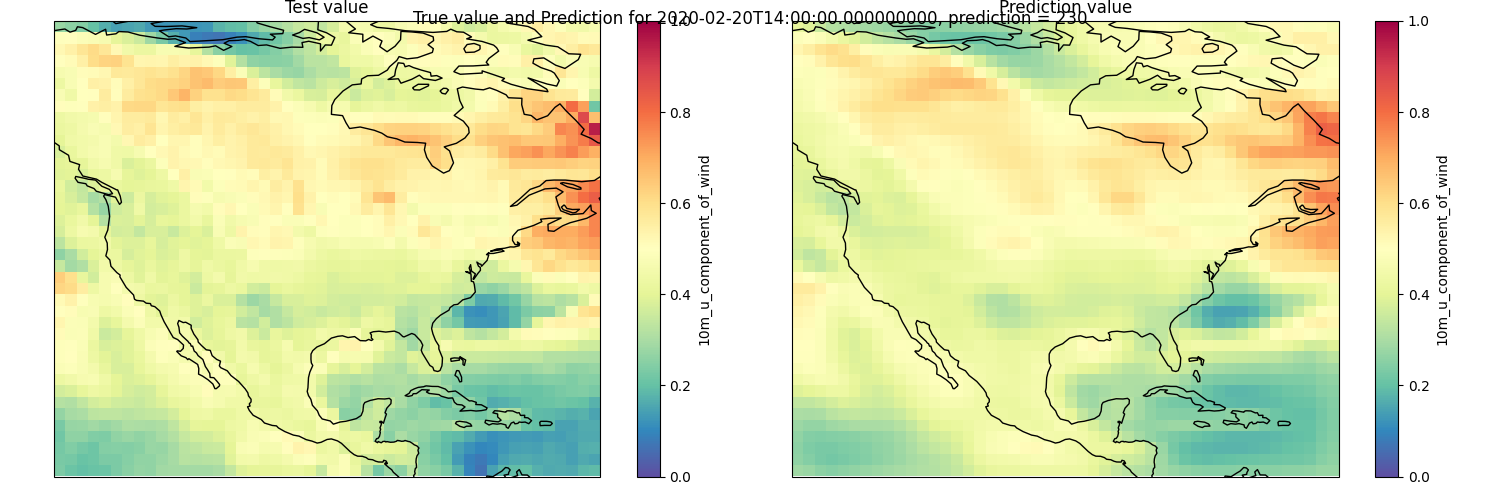 Test value
Prediction value
True value and Prediction for 2020-02-20T14:00:00.000000000, prediction = 230
1.0
0.8
0.6
0.4
0.2
0.0
10m_u_component_of_wind
1.0
0.8
0.6
0.4
0.2
0.0
10m_u_component_of_wind